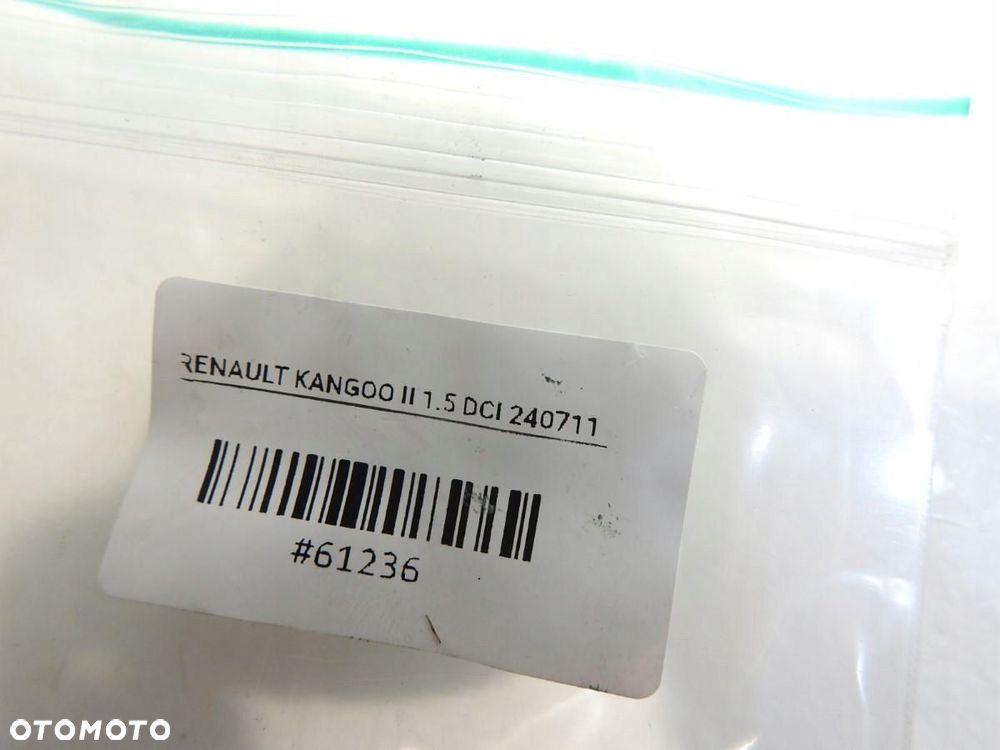 RENAULT KANGOO II 1.5 DCI 240711
#61236
OTOMOTO